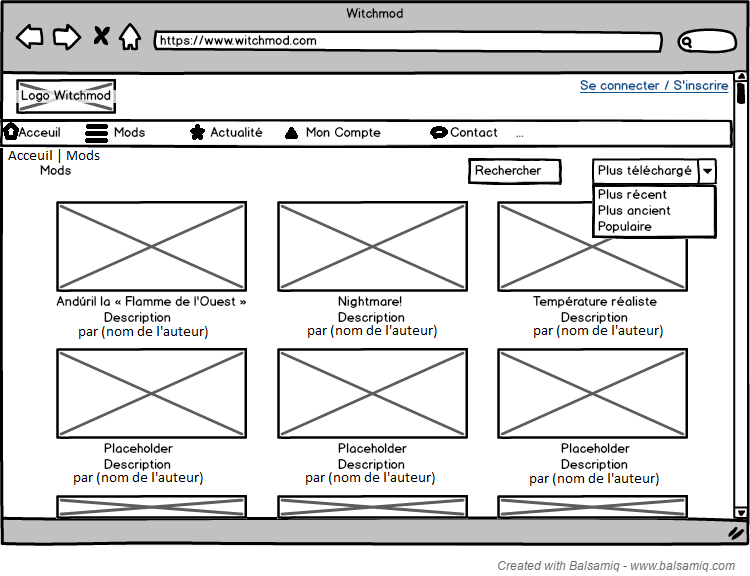 Witchmod
https://www.witchmod.com
Se connecter / S'inscrire
Logo Witchmod
Acceuil Mods Actualité Mon Compte Contact ...
Acceuil | Mods
Mods Rechercher Plus téléchargé
Plus récent
Plus ancient
Populaire
Andúril la « Flamme de l'Ouest » Nightmare! Température réaliste
Description Description Description
par (nom de l'auteur) par (nom de l'auteur) par (nom de l'auteur)
Placeholder Placeholder Placeholder
Description Description Description
par (nom de l'auteur) par (nom de l'auteur) par (nom de l'auteur)
Created with Balsamiq - www.balsamiq.com